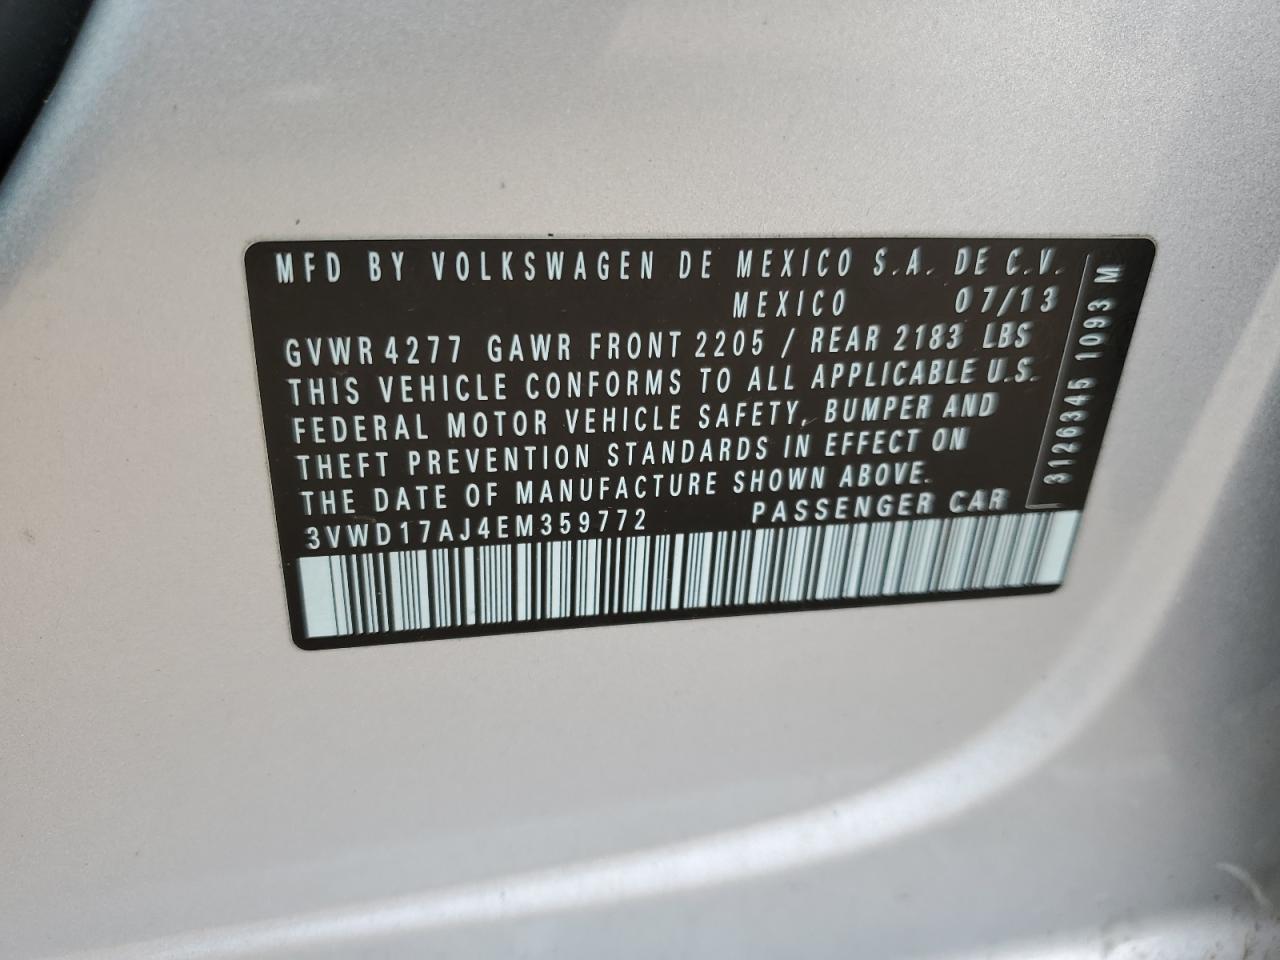 MFD BY VOLKSWAGEN DE MEXICO S.A. DE C.V.
MEXICO 07/13
GVWR 4277 GAWR FRONT 2205 / REAR 2183 LBS
THIS VEHICLE CONFORMS TO ALL APPLICABLE U.S.
FEDERAL MOTOR VEHICLE SAFETY, BUMPER AND
THEFT PREVENTION STANDARDS IN EFFECT ON
THE DATE OF MANUFACTURE SHOWN ABOVE.
3VWD17AJ4EM359772 PASSENGER CAR
3126345 1093 M